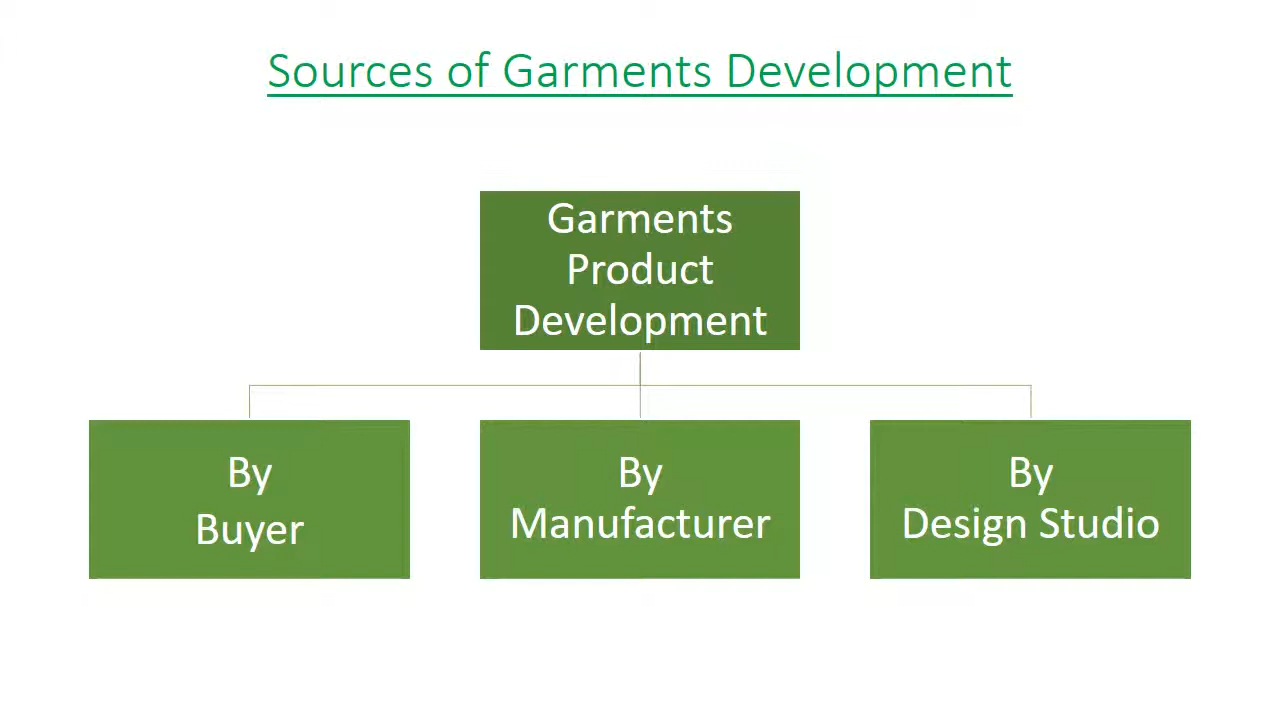 Sources of Garments Development
Garments
Product
Development
By
Buyer
By
Manufacturer
By
Design Studio